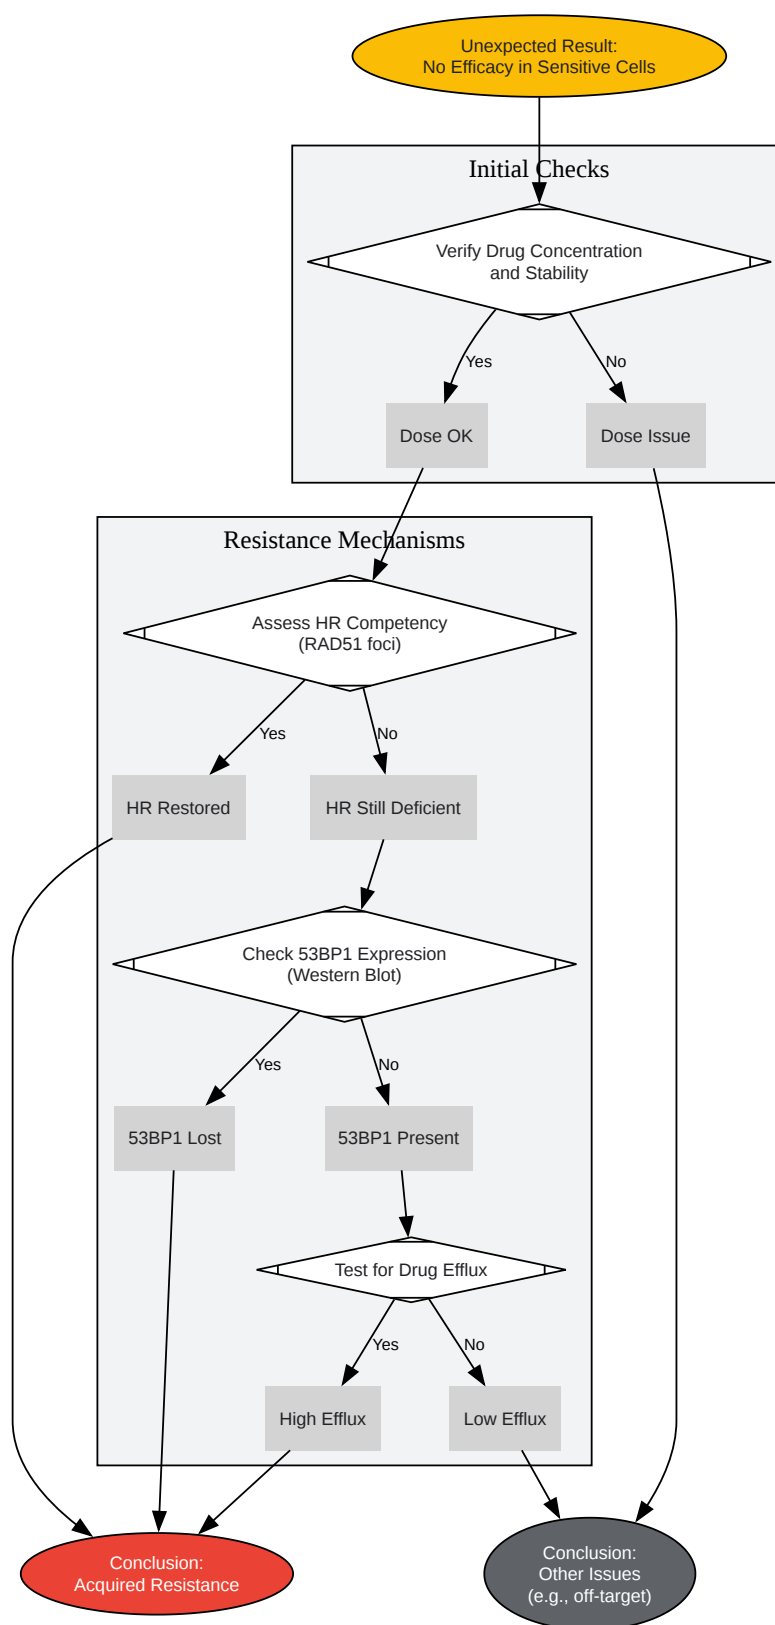 Unexpected Result:
No Efficacy in Sensitive Cells
Initial Checks
Verify Drug Concentration
and Stability
Yes
No
Dose OK
Dose Issue
Resistance Mechanisms
Assess HR Competency
(RAD51 foci)
Yes
No
HR Restored
HR Still Deficient
Check 53BP1 Expression
(Western Blot)
Yes
No
53BP1 Lost
53BP1 Present
Test for Drug Efflux
Yes
No
High Efflux
Low Efflux
Conclusion:
Acquired Resistance
Conclusion:
Other Issues
(e.g., off-target)